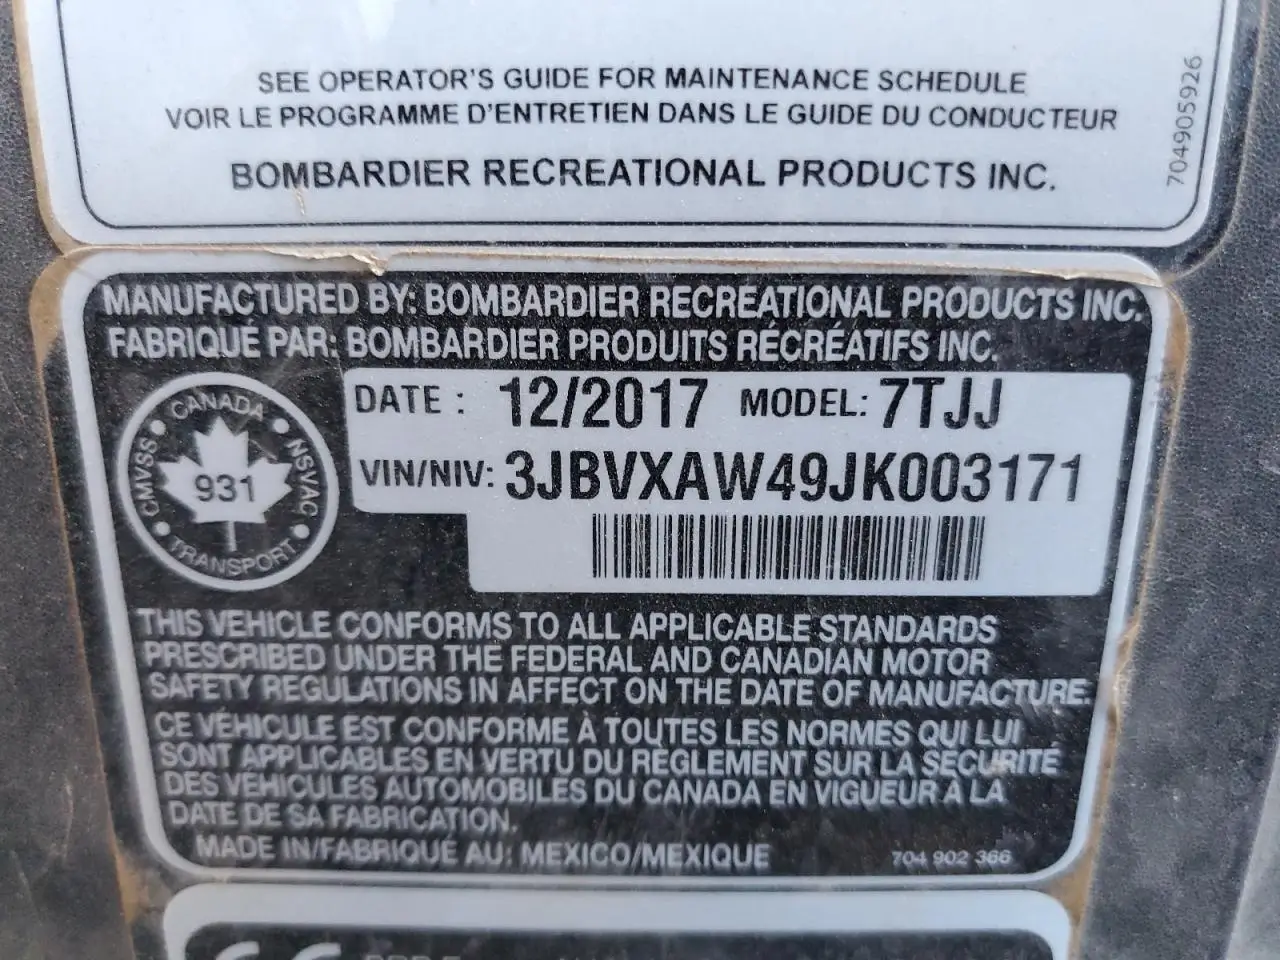 SEE OPERATOR'S GUIDE FOR MAINTENANCE SCHEDULE
VOIR LE PROGRAMME D'ENTRETIEN DANS LE GUIDE DU CONDUCTEUR
BOMBARDIER RECREATIONAL PRODUCTS INC.
704905926
MANUFACTURED BY: BOMBARDIER RECREATIONAL PRODUCTS INC.
FABRIQUÉ PAR: BOMBARDIER PRODUITS RÉCRÉATIFS INC.
DATE : 12/2017 MODEL: 7TJJ
VIN/NIV: 3JBVXAW49JK003171
CANADA
CMVSS
931
NSVAC
TRANSPORT
THIS VEHICLE CONFORMS TO ALL APPLICABLE STANDARDS
PRESCRIBED UNDER THE FEDERAL AND CANADIAN MOTOR
SAFETY REGULATIONS IN AFFECT ON THE DATE OF MANUFACTURE.
CE VÉHICULE EST CONFORME À TOUTES LES NORMES QUI LUI
SONT APPLICABLES EN VERTU DU RÈGLEMENT SUR LA SÉCURITÉ
DES VÉHICULES AUTOMOBILES DU CANADA EN VIGUEUR À LA
DATE DE SA FABRICATION.
MADE IN/FABRIQUÉ AU: MEXICO/MEXIQUE
704 902 366